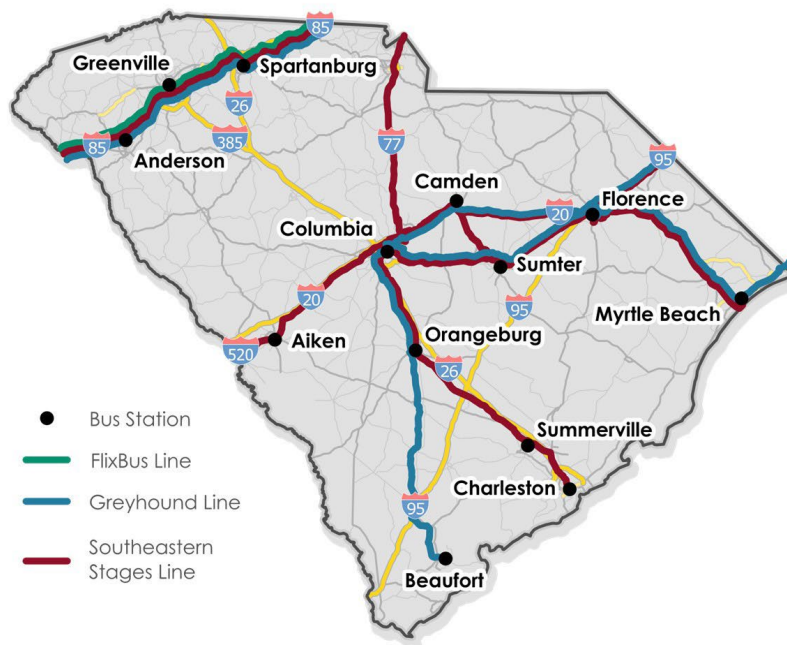 85
Greenville
Spartanburg
26
85
385
77
95
Anderson
Camden
20
Florence
Columbia
Sumter
20
95
Myrtle Beach
520
Aiken
Orangeburg
26
Bus Station
Summerville
FlixBus Line
Charleston
Greyhound Line
95
Southeastern
Stages Line
Beaufort